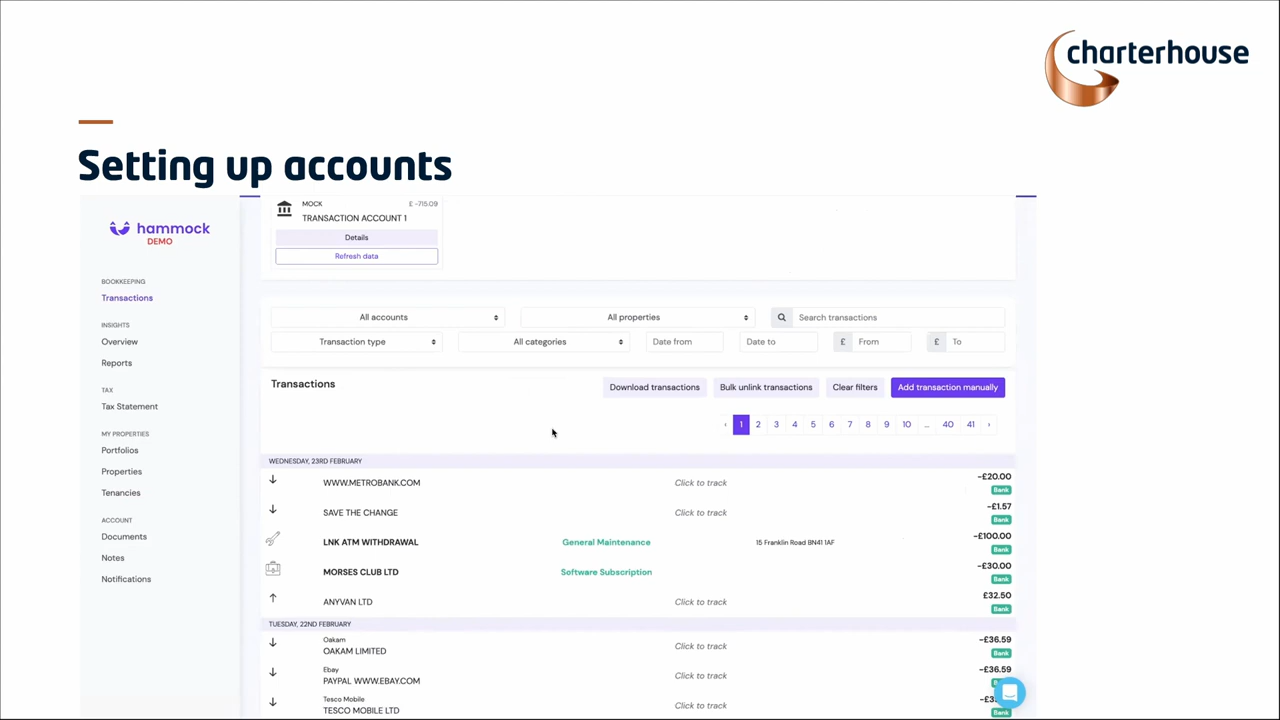 charterhouse
Setting up accounts
hammock
DEMO
BOOKKEEPING
Transactions
INSIGHTS
Overview
Reports
TAX
Tax Statement
MY PROPERTIES
Portfolios
Properties
Tenancies
ACCOUNT
Documents
Notes
Notifications
MOCK £ -715.09
TRANSACTION ACCOUNT 1
Details
Refresh data
All accounts All properties Search transactions
Transaction type All categories Date from Date to £ From £ To
Transactions Download transactions Bulk unlink transactions Clear filters Add transaction manually
‹ 1 2 3 4 5 6 7 8 9 10 ... 40 41 ›
WEDNESDAY, 23RD FEBRUARY
WWW.METROBANK.COM Click to track -£20.00
Bank
SAVE THE CHANGE Click to track -£1.57
Bank
LNK ATM WITHDRAWAL General Maintenance 15 Franklin Road BN41 1AF -£100.00
Bank
MORSES CLUB LTD Software Subscription -£30.00
Bank
ANYVAN LTD Click to track £32.50
Bank
TUESDAY, 22ND FEBRUARY
Oakam
OAKAM LIMITED Click to track -£36.59
Bank
Ebay
PAYPAL WWW.EBAY.COM Click to track -£36.59
Tesco Mobile
TESCO MOBILE LTD Click to track
Bank